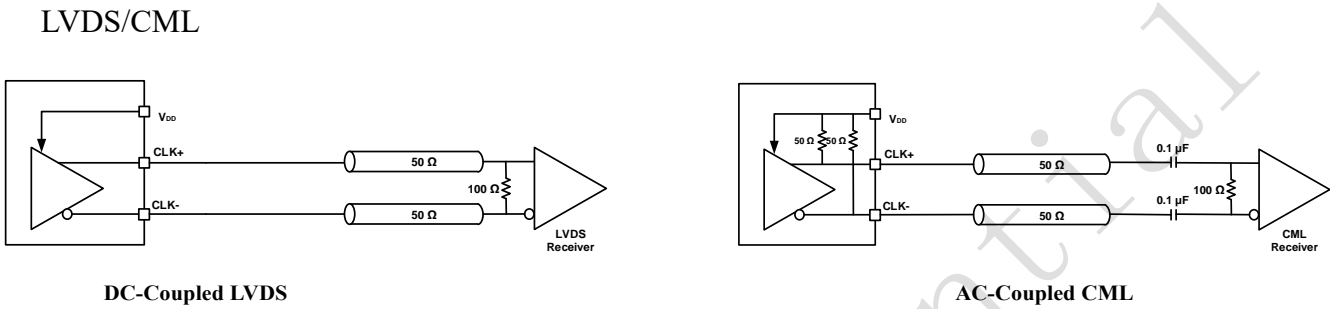 LVDS/CML
VDD
CLK+
50 Ω
100 Ω
CLK-
50 Ω
LVDS
Receiver
DC-Coupled LVDS
VDD
50 Ω
50 Ω
CLK+
50 Ω
0.1 µF
100 Ω
CLK-
50 Ω
0.1 µF
CML
Receiver
AC-Coupled CML
ntial